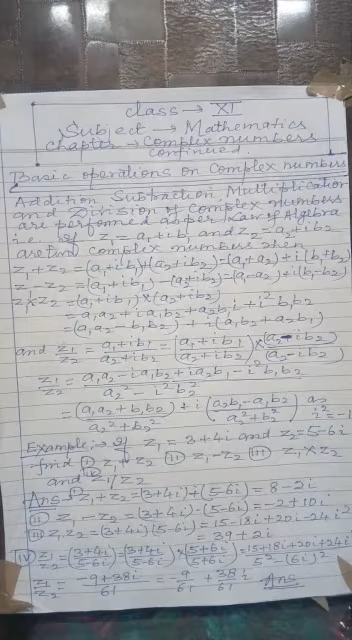 class → XI
Subject → Mathematics
Chapter → Complex numbers
continued.
Basic operations on Complex numbers
Addition, Subtraction, Multiplication
and Division of Complex numbers
are performed as per Law of Algebra
i.e. If z₁ = a₁+ib₁ and z₂ = a₂+ib₂
are two complex numbers then
z₁+z₂ = (a₁+ib₁)+(a₂+ib₂) = (a₁+a₂)+i(b₁+b₂)
z₁-z₂ = (a₁+ib₁)-(a₂+ib₂) = (a₁-a₂)+i(b₁-b₂)
z₁×z₂ = (a₁+ib₁)×(a₂+ib₂)
= a₁a₂+ia₁b₂+a₂b₁i+i²b₁b₂
= (a₁a₂-b₁b₂)+i(a₁b₂+a₂b₁)
and z₁/z₂ = (a₁+ib₁)/(a₂+ib₂) = (a₁+ib₁)/(a₂+ib₂) × (a₂-ib₂)/(a₂-ib₂)
z₁/z₂ = (a₁a₂-ia₁b₂+ia₂b₁-i²b₁b₂)/(a₂²-i²b₂²)
= (a₁a₂+b₁b₂)/(a₂²+b₂²) + i(a₂b₁-a₁b₂)/(a₂²+b₂²) as i²=-1
Example:- If z₁ = 3+4i and z₂ = 5-6i
find (i) z₁+z₂ (ii) z₁-z₂ (iii) z₁×z₂
and z₁/z₂
Ans (i) z₁+z₂ = (3+4i)+(5-6i) = 8-2i
(ii) z₁-z₂ = (3+4i)-(5-6i) = -2+10i
(iii) z₁z₂ = (3+4i)(5-6i) = 15-18i+20i-24i²
= 39+2i
(iv) z₁/z₂ = (3+4i)/(5-6i) = (3+4i)/(5-6i) × (5+6i)/(5+6i) = (15+18i+20i+24i²)/(5²-(6i)²
z₁/z₂ = (-9+38i)/61 = -9/61 + 38/61 i Ans